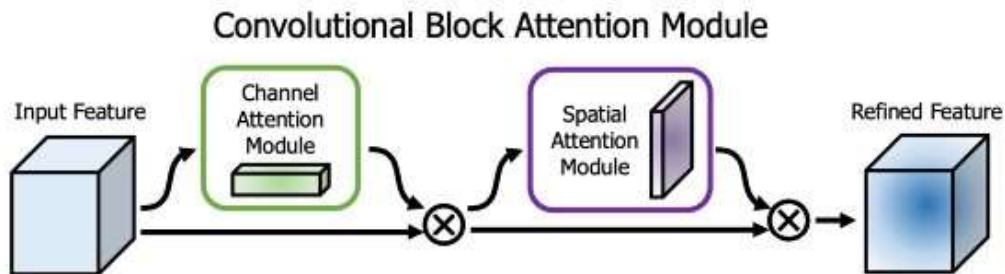 Convolutional Block Attention Module
Input Feature
Channel
Attention
Module
Spatial
Attention
Module
Refined Feature